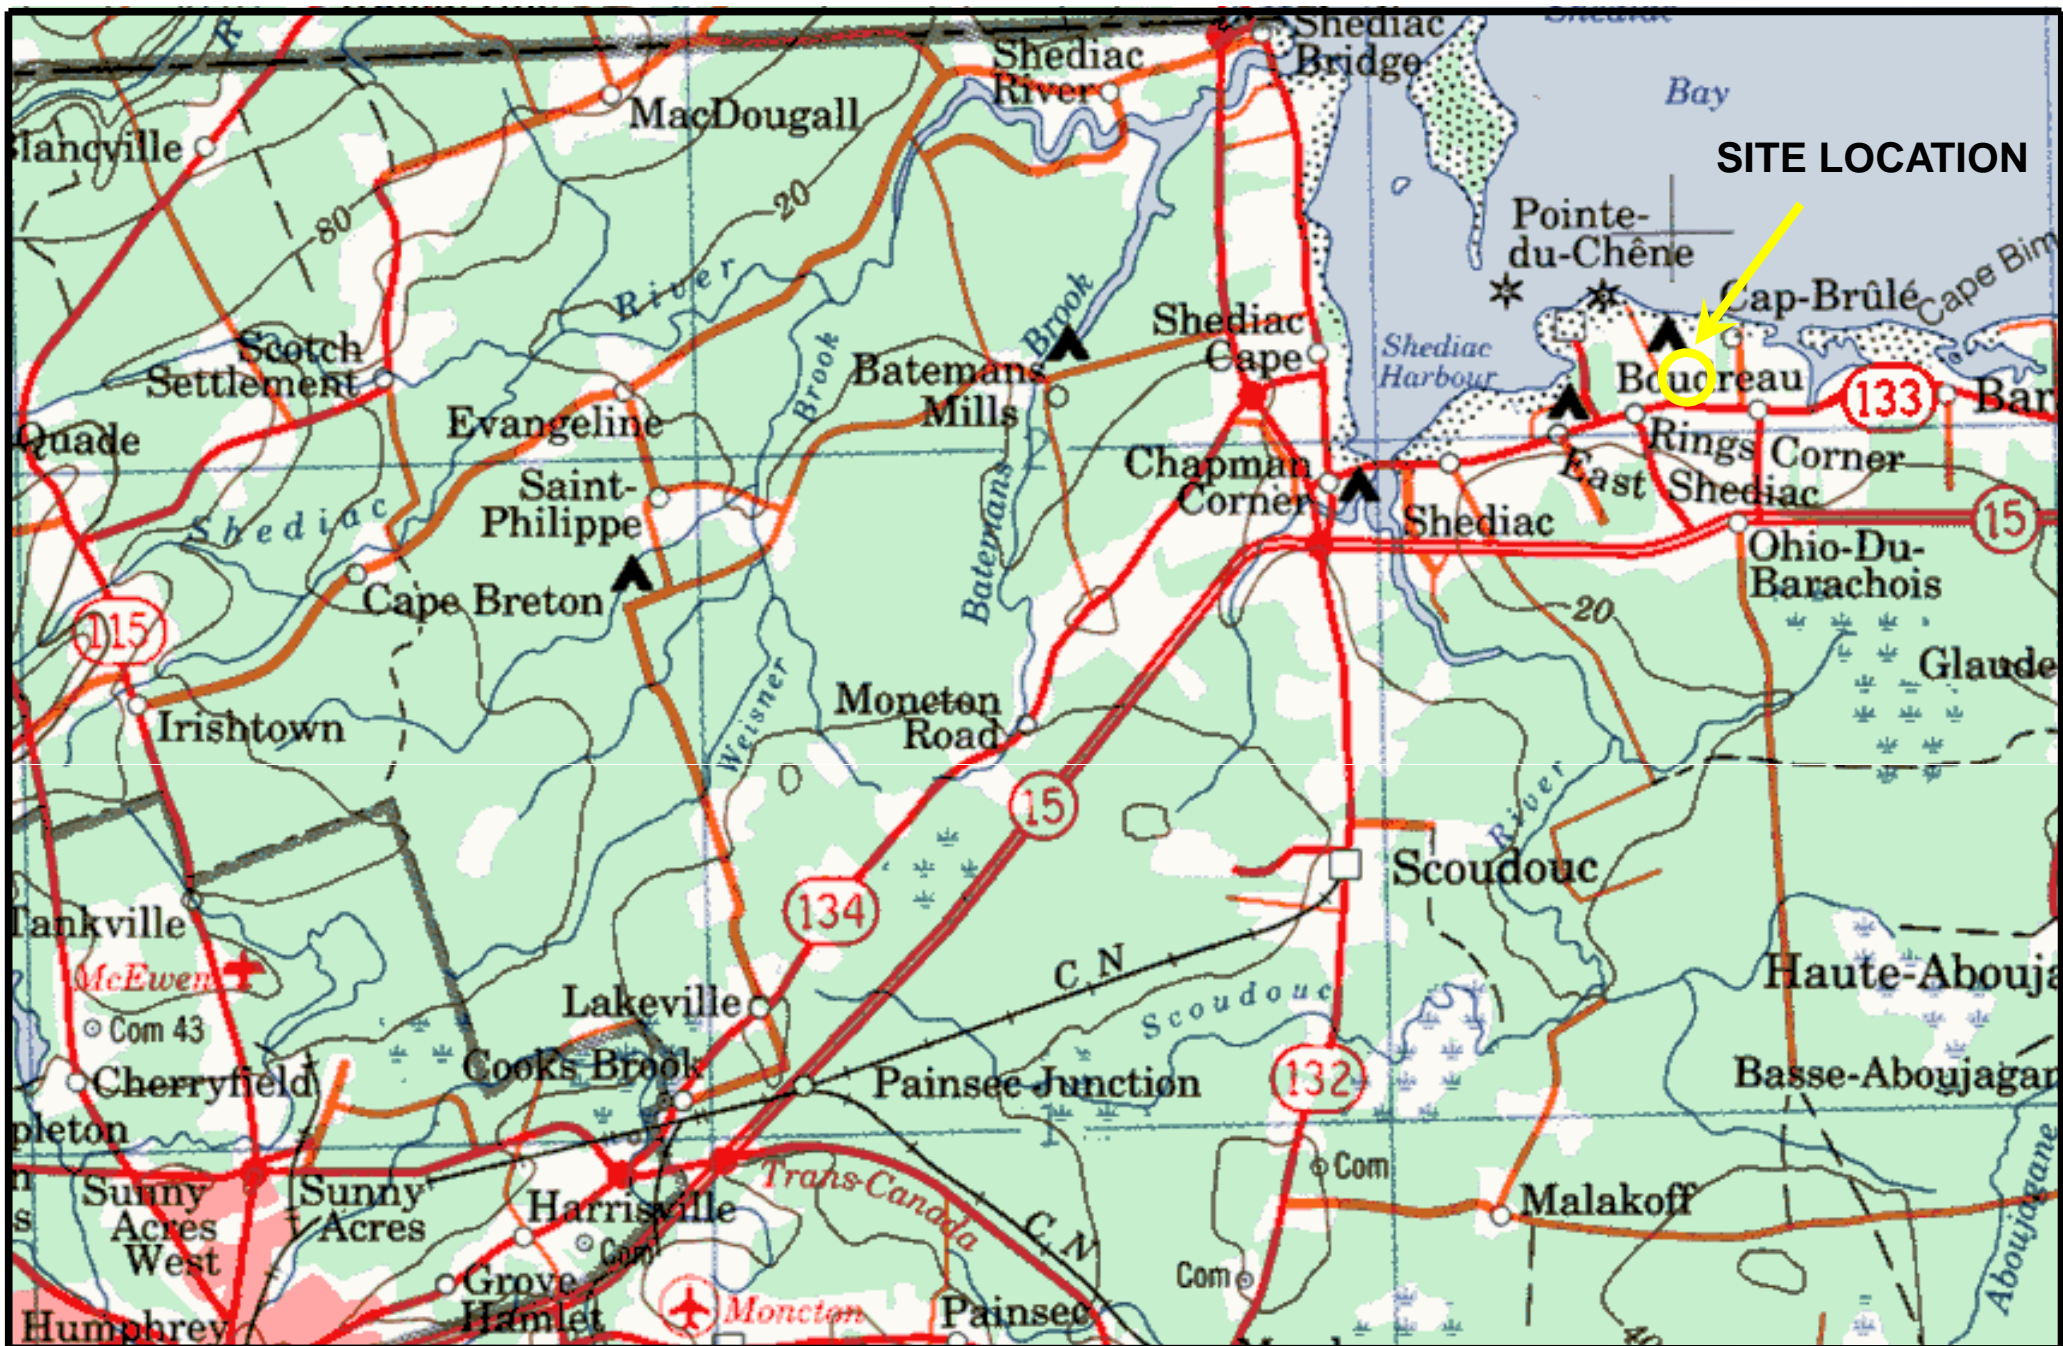 Shediac
Bridge
Shediac
River
MacDougall
Bay
SITE LOCATION
80
20
Pointe-
du-Chêne
River
Brook
Cap-Brûlé
Shediac
Cape
Shediac
Harbour
Scotch
Settlement
Brook
Batemans
Mills
Boudreau
133
Bar
Evangeline
Quade
Rings Corner
Chapman
Corner
East Shediac
Saint-
Philippe
Shediac
Batemans
Shediac
15
Ohio-Du-
Barachois
Cape Breton
20
115
Glaude
Weisner
Moncton
Road
Irishtown
15
River
Scoudouc
134
Tankville
C N
McEwen
Haute-Abouja
Lakeville
Scoudouc
Com 43
Cooks Brook
Cherryfield
Painsec Junction
132
Basse-Aboujagan
pleton
Com
Trans-Canada
Sunny
Acres
West
Sunny
Acres
Harrisville
Malakoff
Com
C. N
Aboujagane
Grove
Hamlet
Com
Moncton
Painsec
Humphrey
40